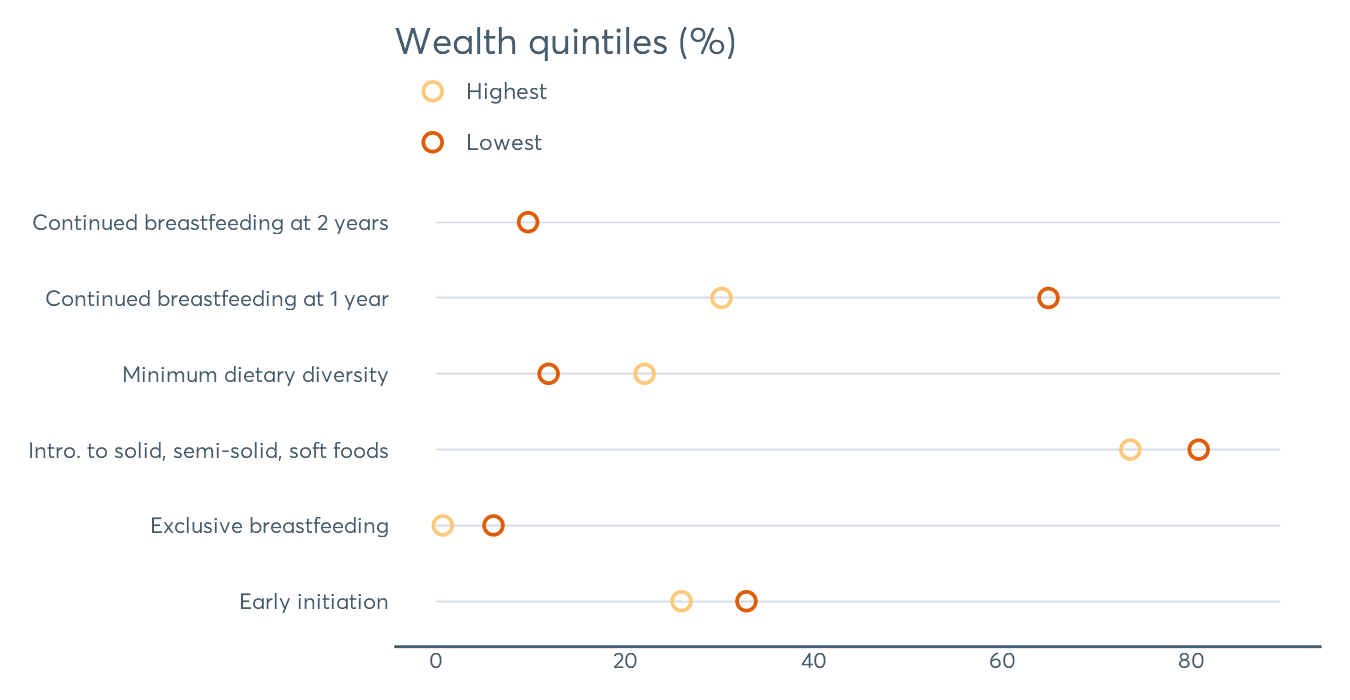 Wealth quintiles (%)
Highest
Lowest
Continued breastfeeding at 2 years
Continued breastfeeding at 1 year
Minimum dietary diversity
Intro. to solid, semi-solid, soft foods
Exclusive breastfeeding
Early initiation
0 20 40 60 80